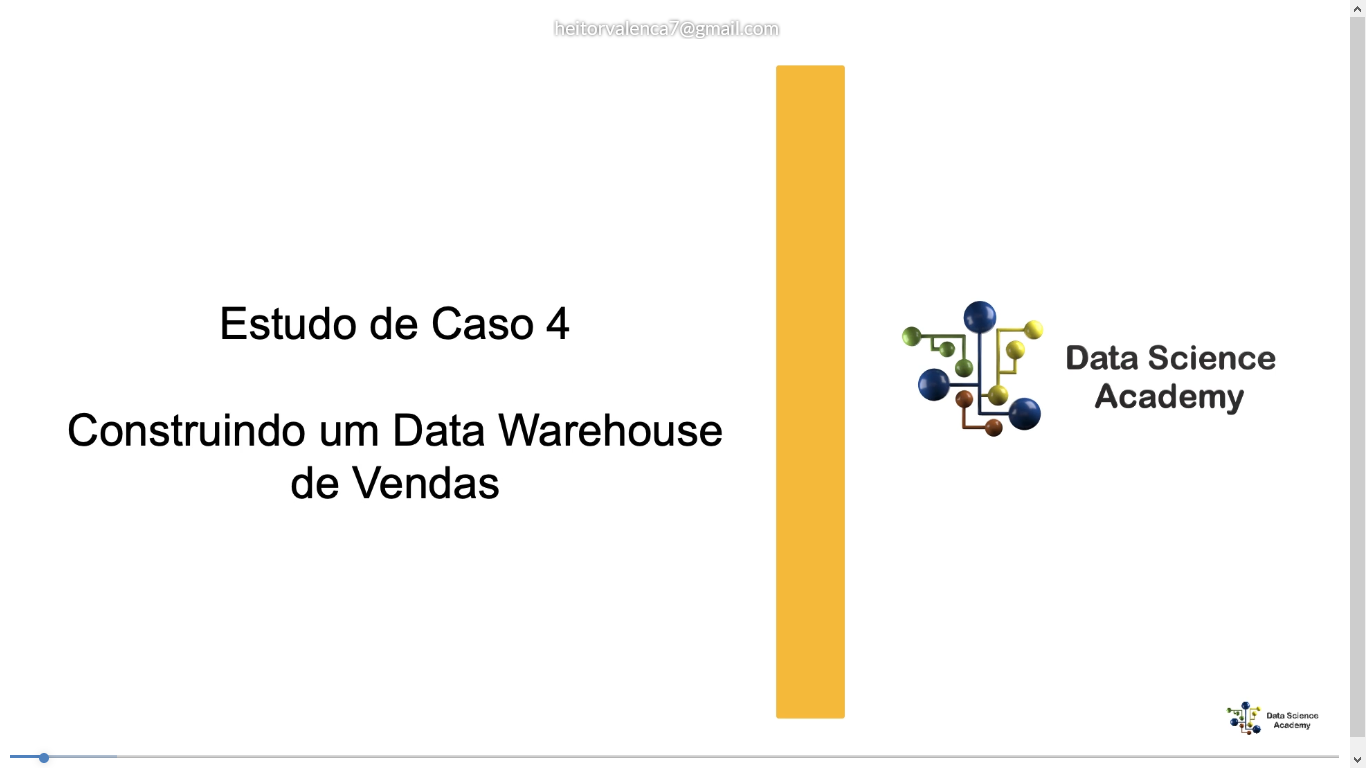 heitorvalenca7@gmail.com
Estudo de Caso 4
Construindo um Data Warehouse
de Vendas
Data Science
Academy
Data Science
Academy